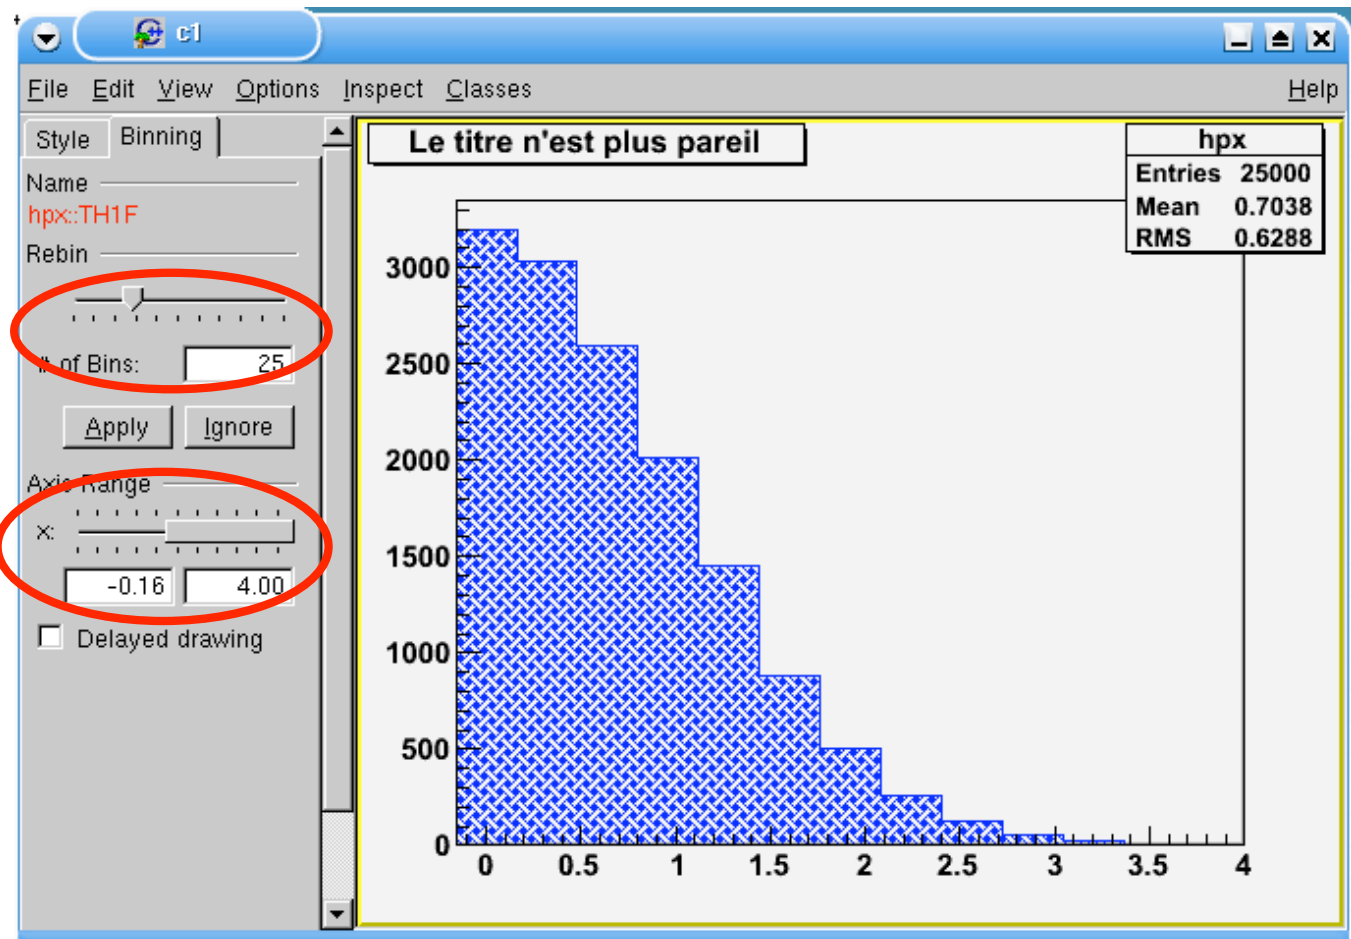 c1
File Edit View Options Inspect Classes Help
Style Binning
Name
hpx::TH1F
Rebin
# of Bins: 25
Apply Ignore
Axis Range
x:
-0.16 4.00
Delayed drawing
Le titre n'est plus pareil
hpx
Entries 25000
Mean 0.7038
RMS 0.6288
3000
2500
2000
1500
1000
500
0
0 0.5 1 1.5 2 2.5 3 3.5 4